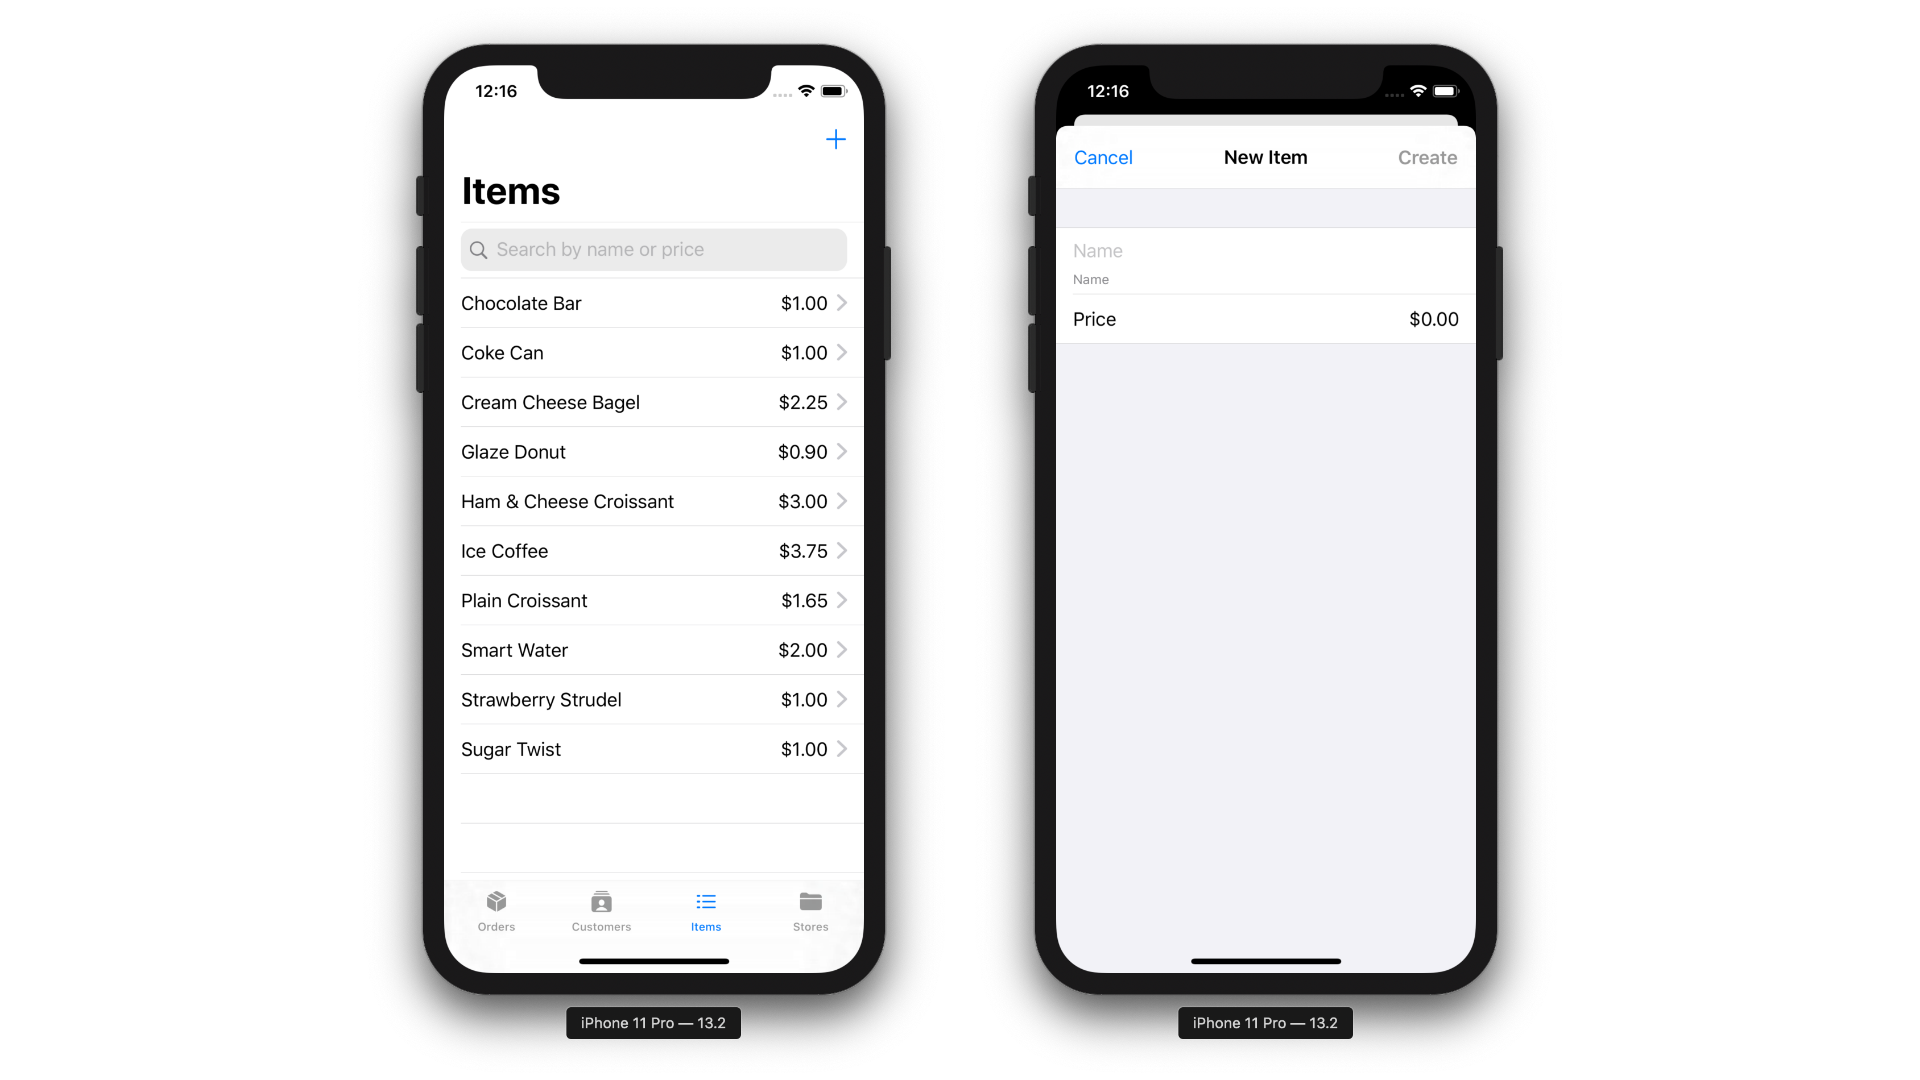 12:16
Items
Search by name or price
Chocolate Bar $1.00
Coke Can $1.00
Cream Cheese Bagel $2.25
Glaze Donut $0.90
Ham & Cheese Croissant $3.00
Ice Coffee $3.75
Plain Croissant $1.65
Smart Water $2.00
Strawberry Strudel $1.00
Sugar Twist $1.00
Orders Customers Items Stores
iPhone 11 Pro — 13.2
12:16
Cancel New Item Create
Name
Name
Price $0.00
iPhone 11 Pro — 13.2